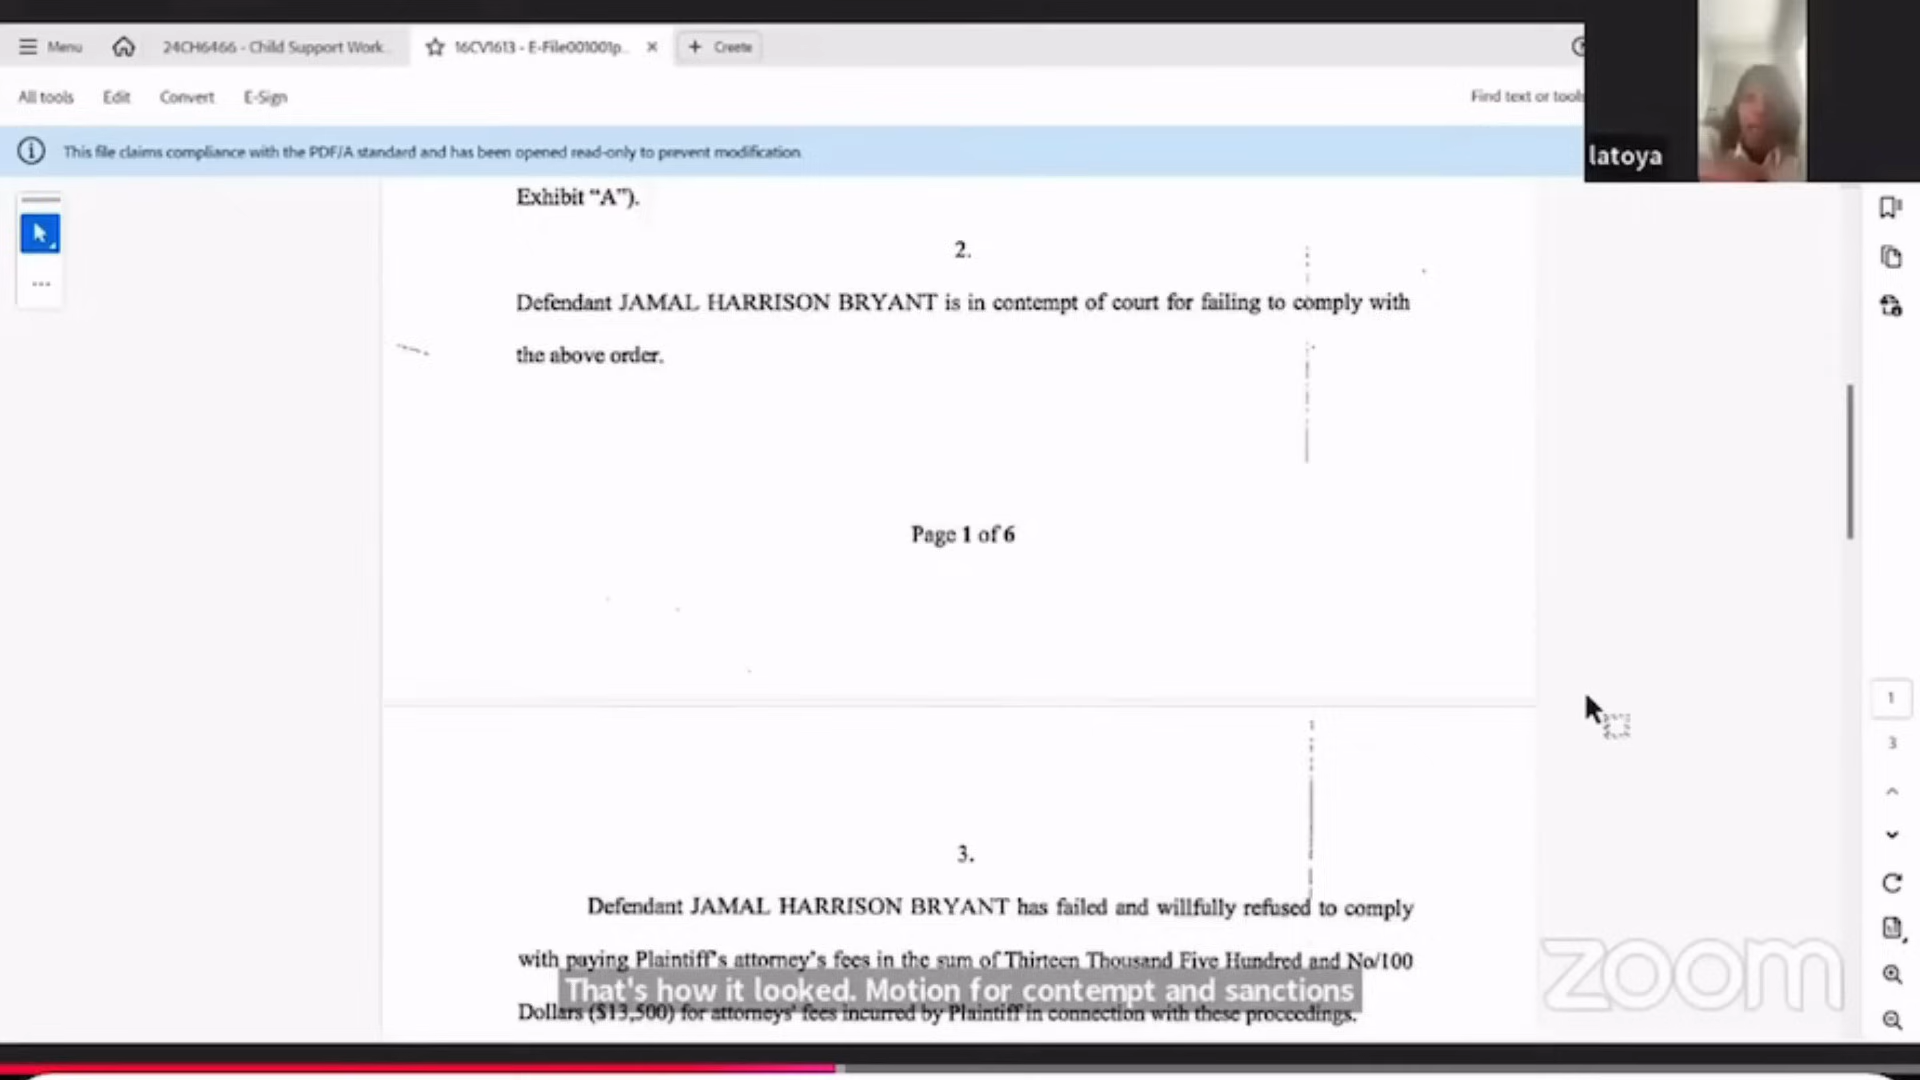 Menu
24CH6466 - Child Support Work...
16CV1613 - E-File001001p...
+ Create
All tools
Edit
Convert
E-Sign
Find text or tools
latoya
This file claims compliance with the PDF/A standard and has been opened read-only to prevent modification.
Exhibit “A”).
2.
Defendant JAMAL HARRISON BRYANT is in contempt of court for failing to comply with
the above order.
Page 1 of 6
1
3
3.
Defendant JAMAL HARRISON BRYANT has failed and willfully refused to comply
with paying Plaintiff's attorney's fees in the sum of Thirteen Thousand Five Hundred and No/100
That's how it looked. Motion for contempt and sanctions
Dollars ($13,500) for attorneys' fees incurred by Plaintiff in connection with these proceedings.
zoom